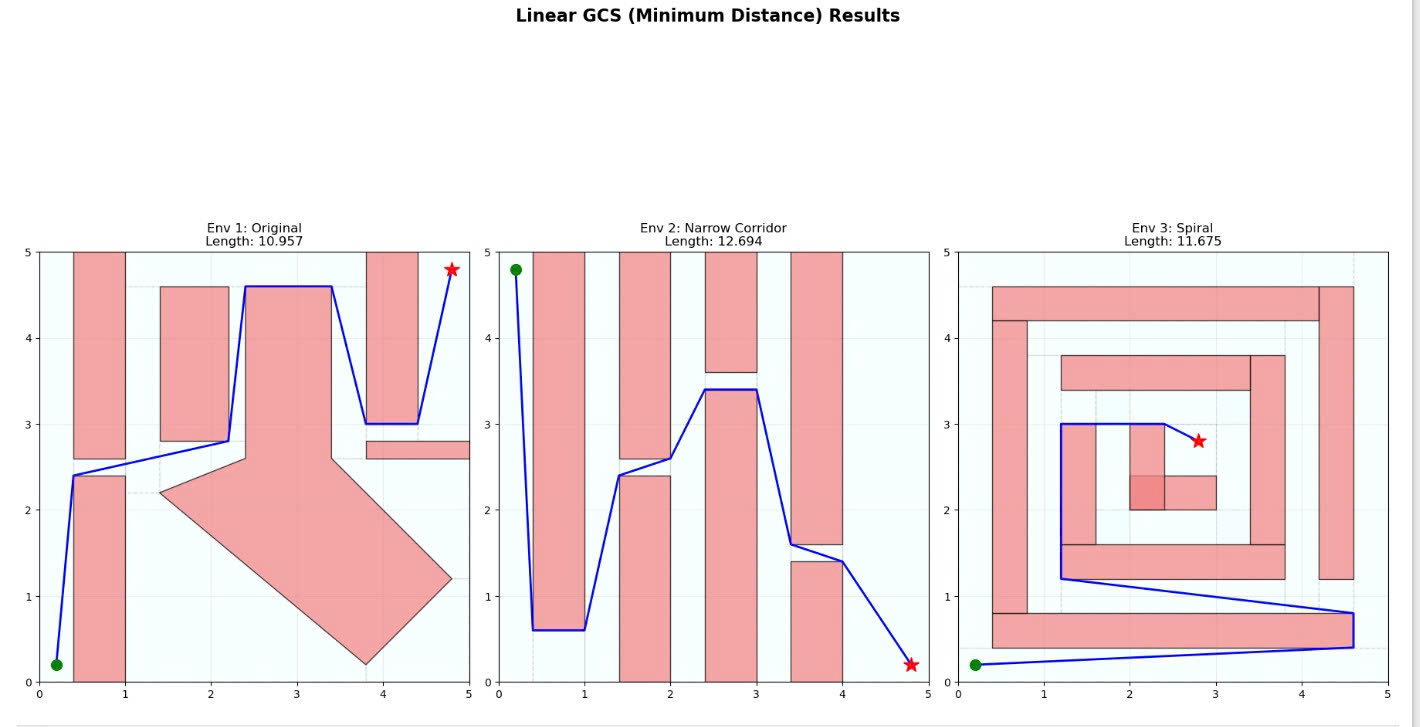 Linear GCS (Minimum Distance) Results
Env 1: Original
Length: 10.957
5
4
3
2
1
0
0 1 2 3 4 5
Env 2: Narrow Corridor
Length: 12.694
5
4
3
2
1
0
0 1 2 3 4 5
Env 3: Spiral
Length: 11.675
5
4
3
2
1
0
0 1 2 3 4 5